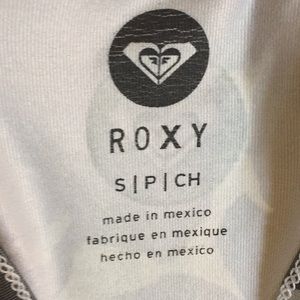 ROXY
S|P|CH
made in mexico
fabrique en mexique
hecho en mexico